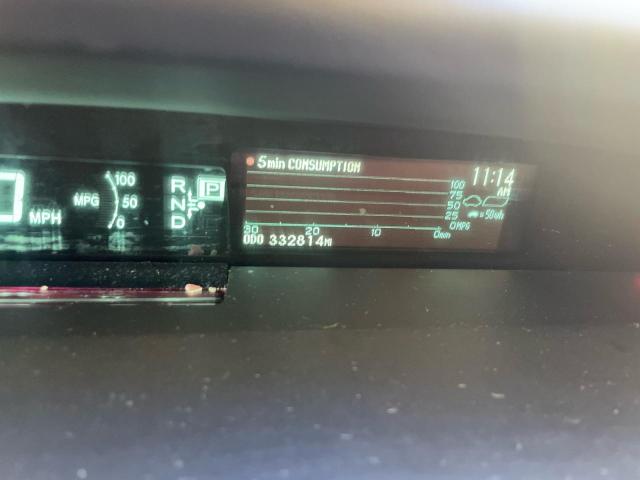 5min CONSUMPTION
11:14
AM
100
75
50
25
0MPG
=50Wh
30 20 10 0min
ODO 332814MI
MPH
MPG
100
50
0
R
N
D
P